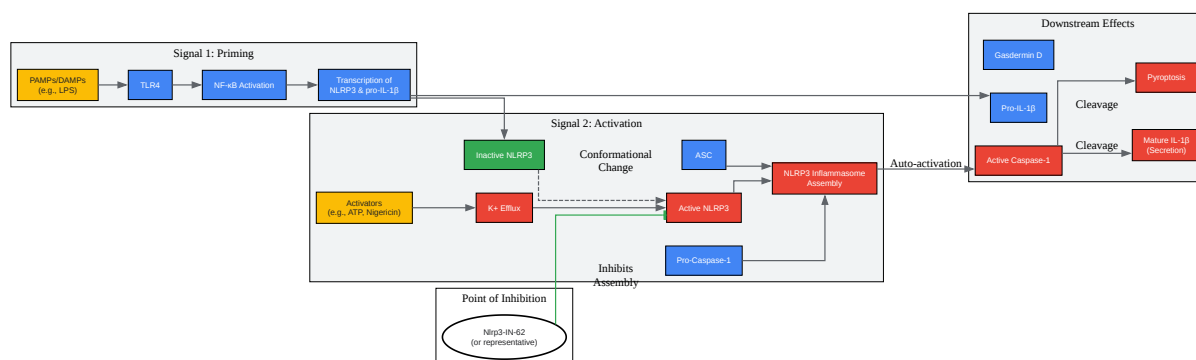 Downstream Effects
Signal 1: Priming
PAMPs/DAMPs
(e.g., LPS)
TLR4
NF-κB Activation
Transcription of
NLRP3 & pro-IL-1β
Gasdermin D
Pyroptosis
Pro-IL-1β
Cleavage
Signal 2: Activation
Inactive NLRP3
Conformational
Change
ASC
NLRP3 Inflammasome
Assembly
Auto-activation
Active Caspase-1
Cleavage
Mature IL-1β
(Secretion)
Activators
(e.g., ATP, Nigericin)
K+ Efflux
Active NLRP3
Pro-Caspase-1
Inhibits
Assembly
Point of Inhibition
Nlrp3-IN-62
(or representative)